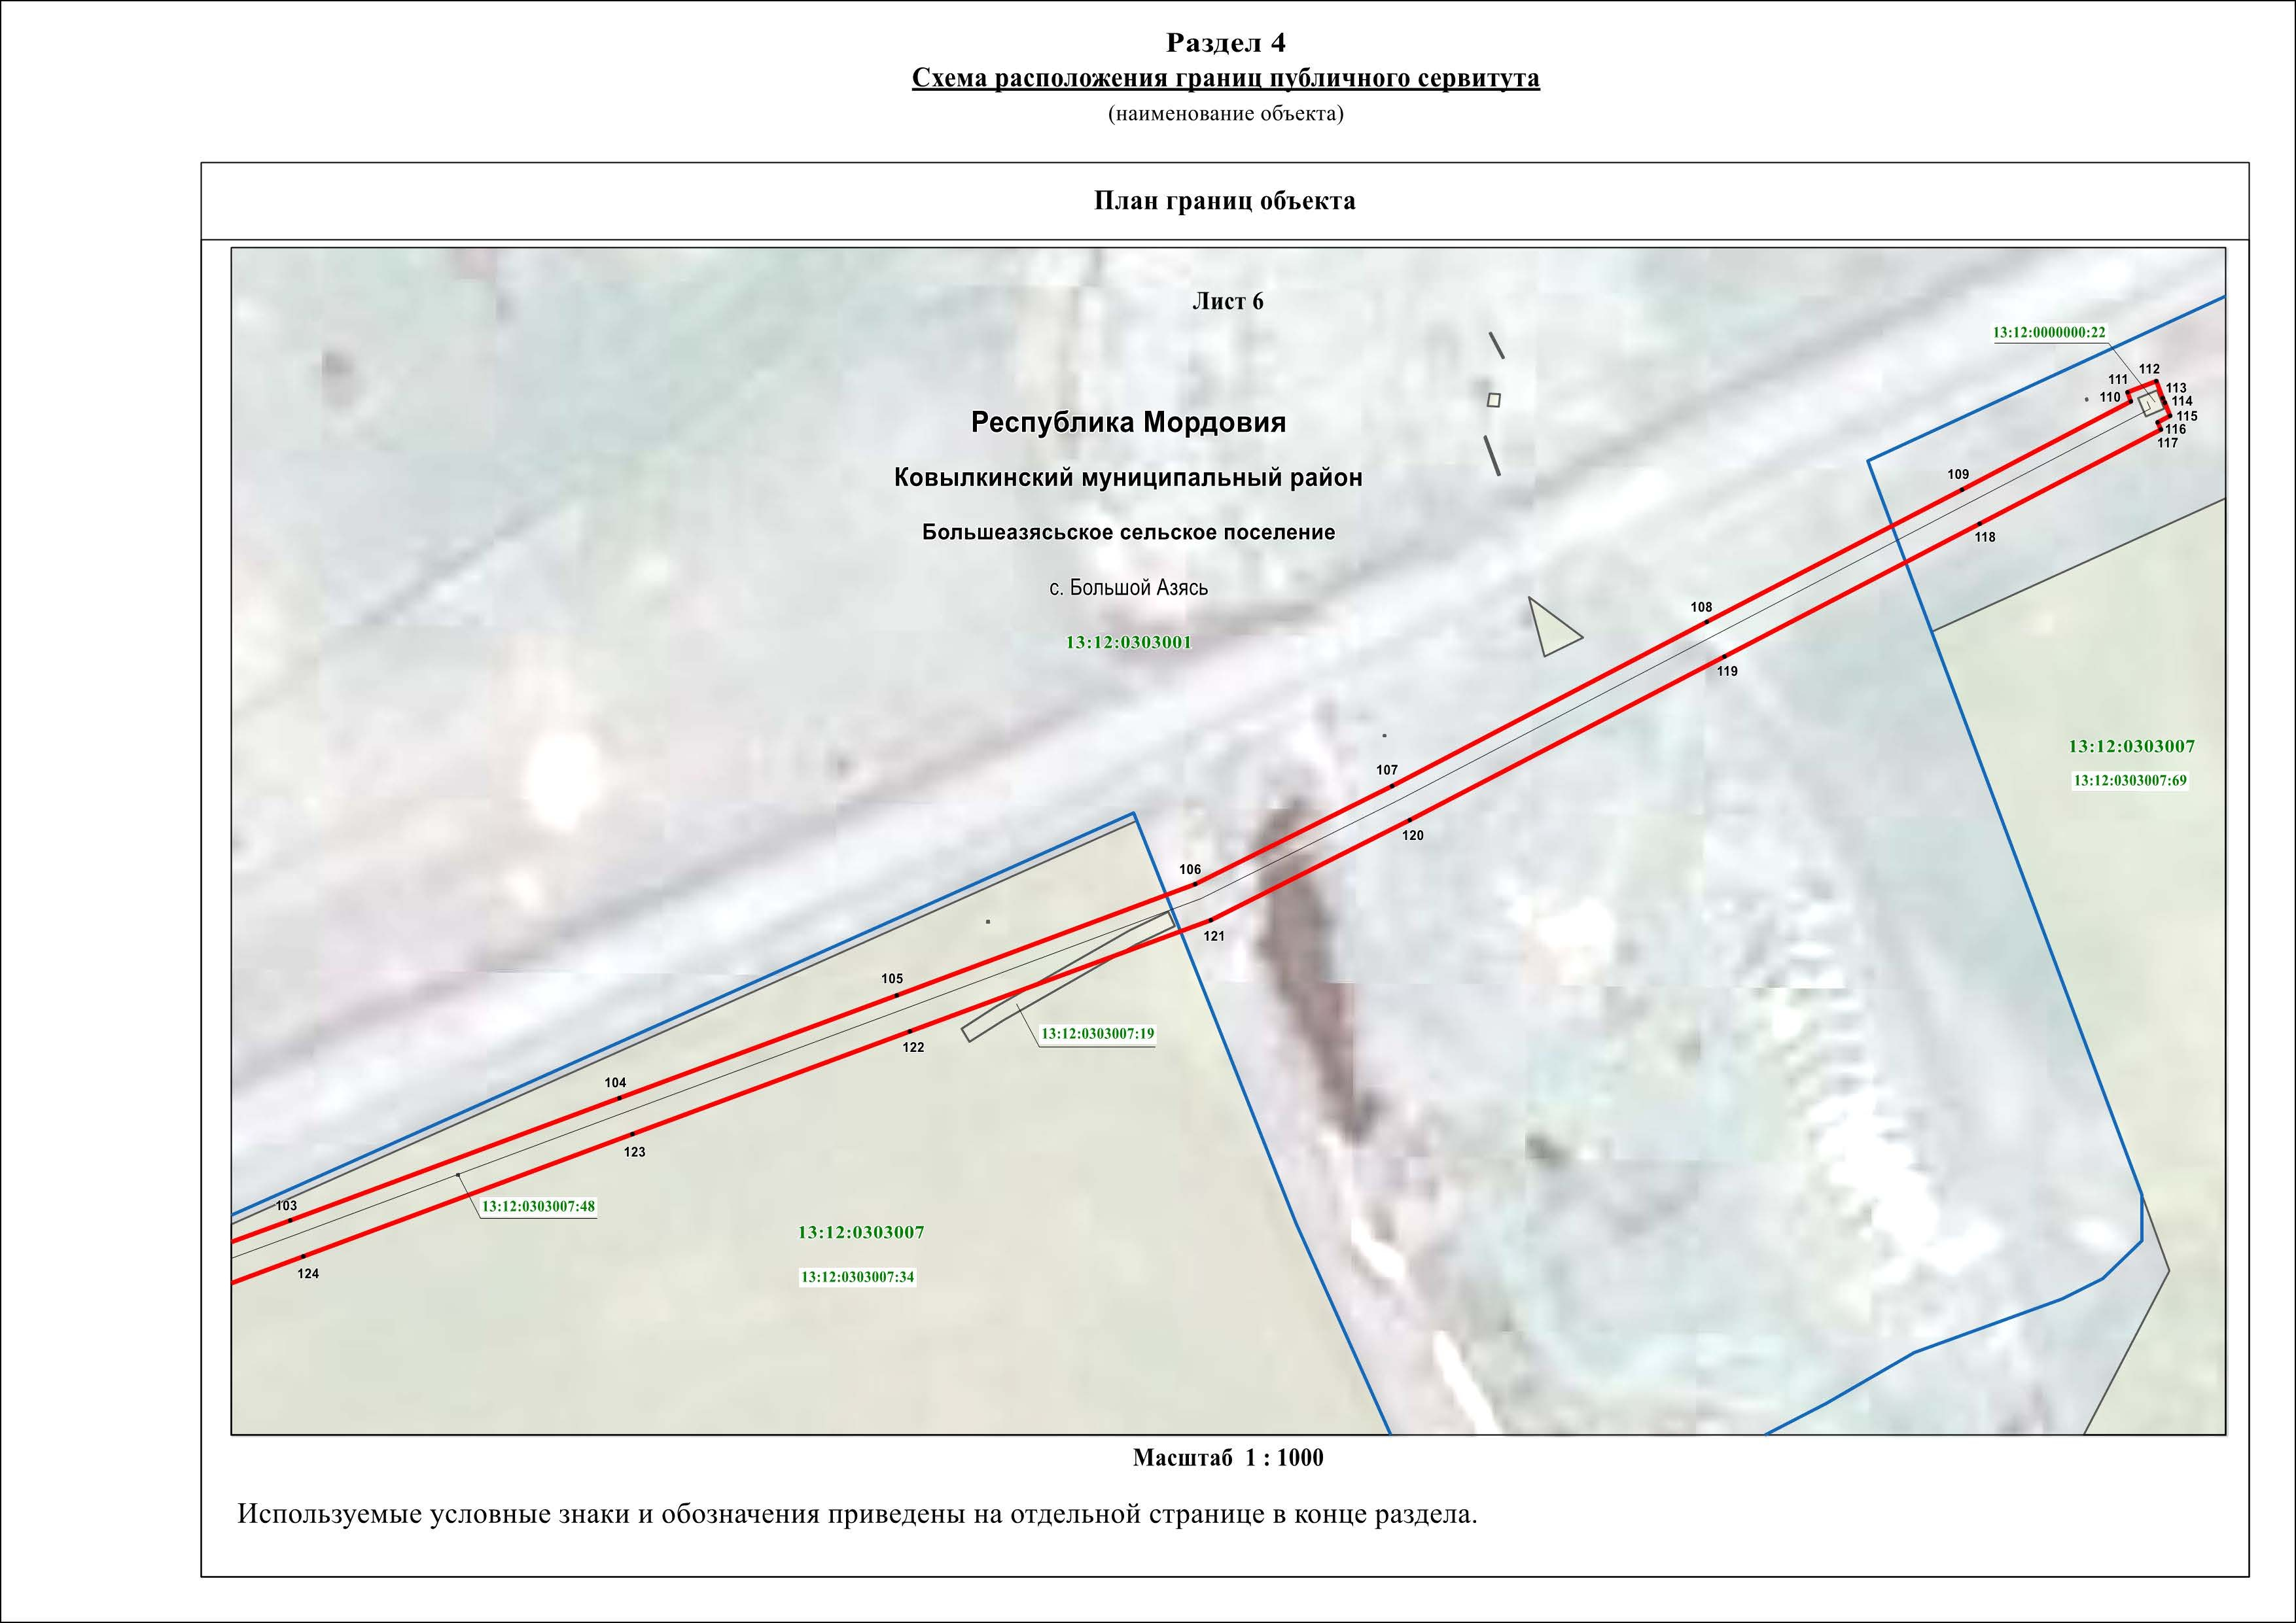 Раздел 4
Схема расположения границ публичного сервитута
(наименование объекта)
План границ объекта
Лист 6
13:12:0000000:22
112
111
113
110
114
115
116
117
Республика Мордовия
Ковылкинский муниципальный район
109
Большеазясьское сельское поселение
118
с. Большой Азясь
108
13:12:0303001
119
13:12:0303007
107
13:12:0303007:69
120
106
121
105
13:12:0303007:19
122
104
123
103
13:12:0303007:48
13:12:0303007
124
13:12:0303007:34
Масштаб 1 : 1000
Используемые условные знаки и обозначения приведены на отдельной странице в конце раздела.